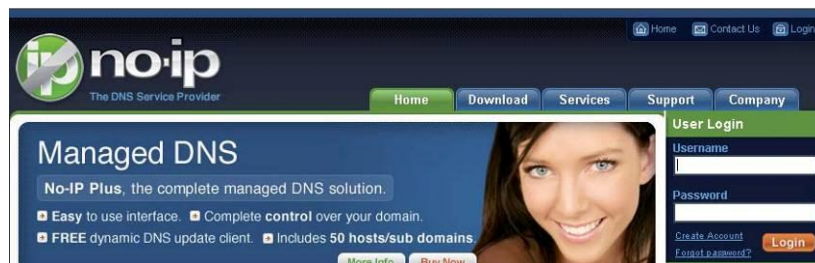 Home Contact Us Login
ip no·ip
The DNS Service Provider
Home Download Services Support Company
User Login
Managed DNS
Username
No-IP Plus, the complete managed DNS solution.
Password
Easy to use interface. Complete control over your domain.
FREE dynamic DNS update client. Includes 50 hosts/sub domains.
Create Account
Login
Forgot password?
More Info Buy Now